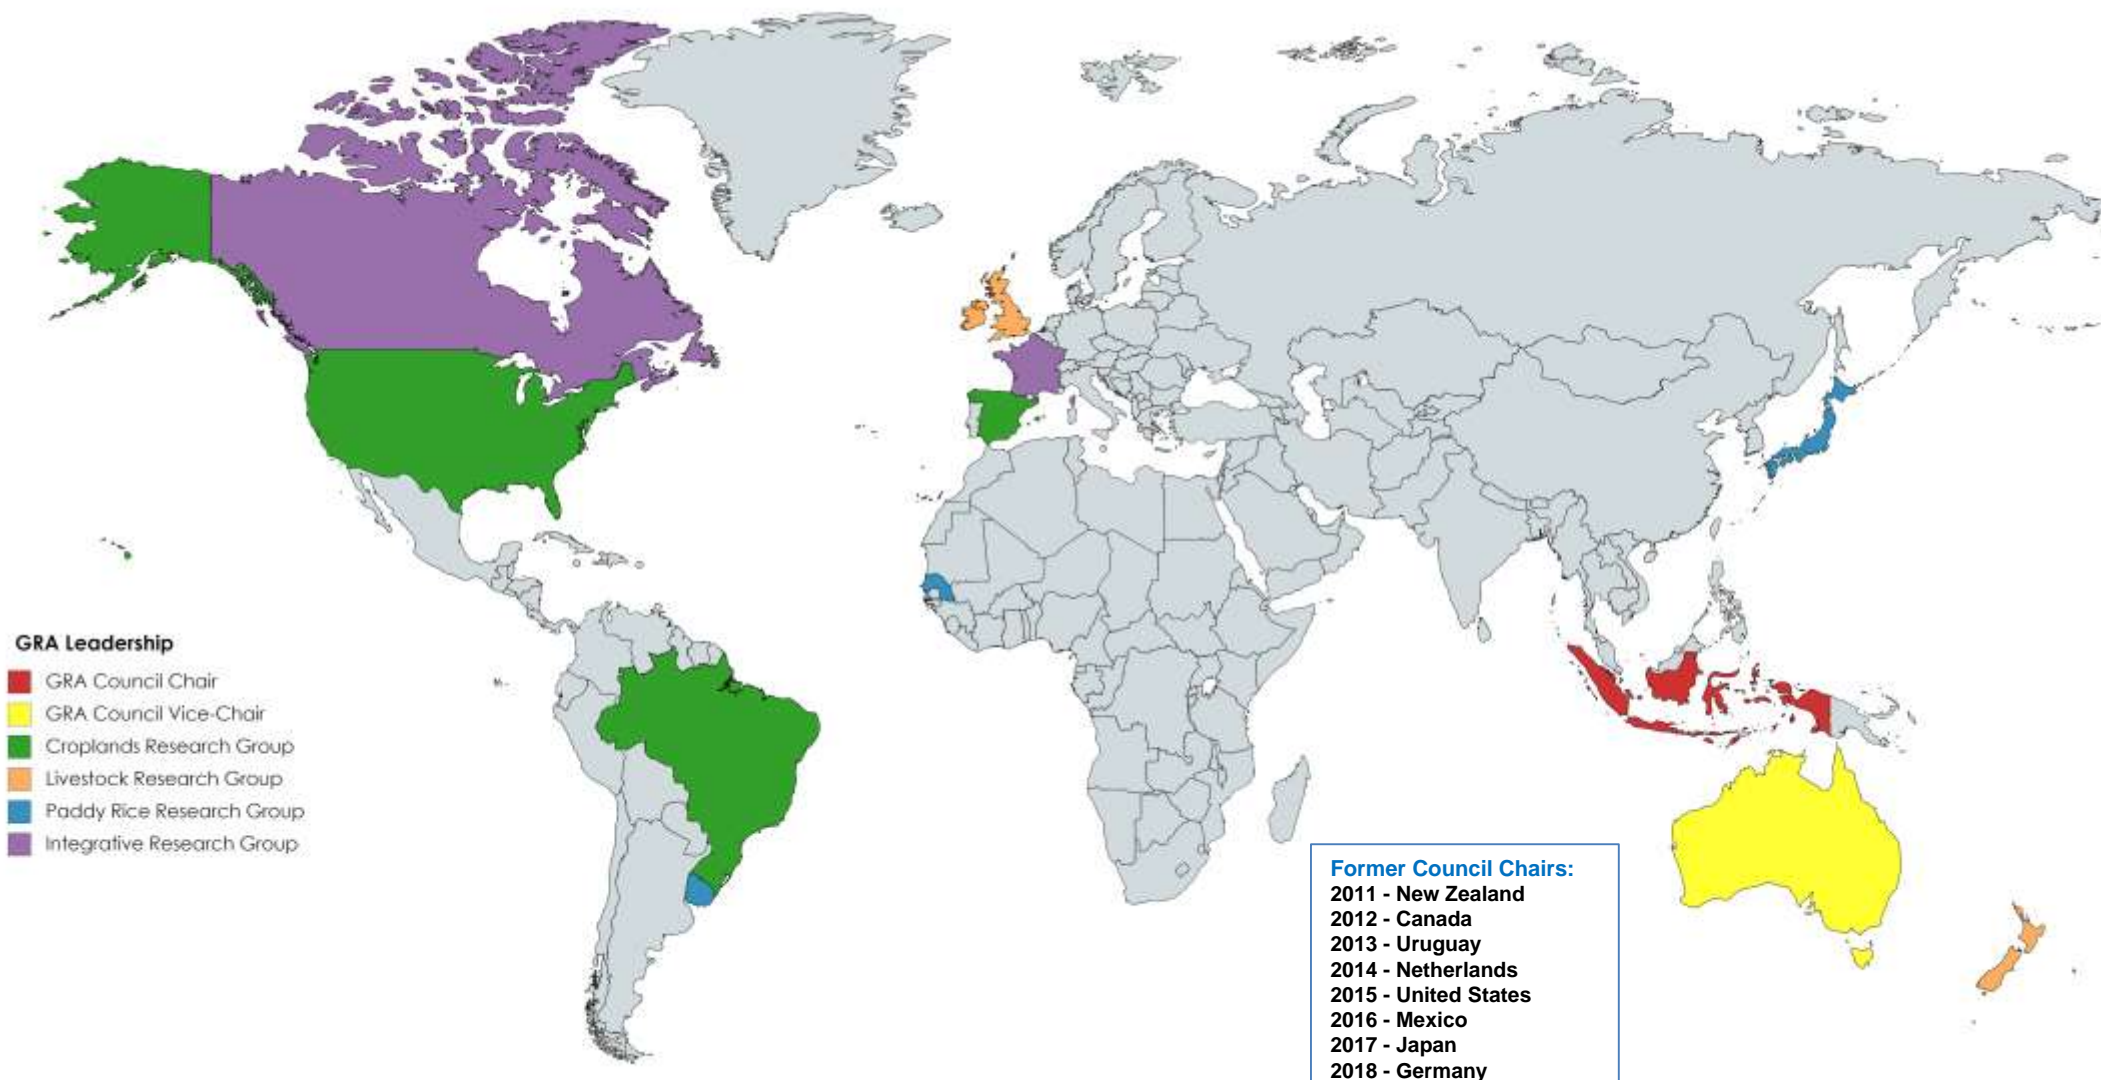 GRA Leadership
GRA Council Chair
GRA Council Vice-Chair
Croplands Research Group
Livestock Research Group
Paddy Rice Research Group
Integrative Research Group
Former Council Chairs:
2011 - New Zealand
2012 - Canada
2013 - Uruguay
2014 - Netherlands
2015 - United States
2016 - Mexico
2017 - Japan
2018 - Germany